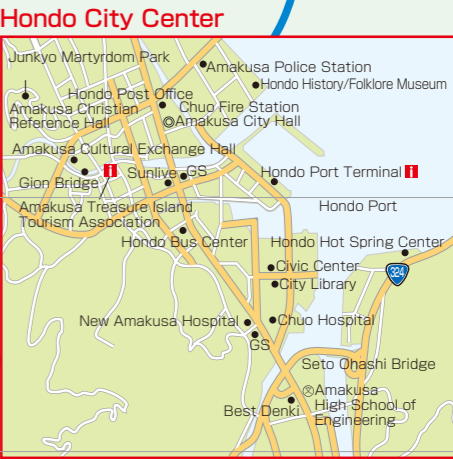 Hondo City Center
Junkyo Martyrdom Park
Amakusa Police Station
Hondo History/Folklore Museum
Hondo Post Office
Amakusa Christian
Reference Hall
Chuo Fire Station
Amakusa City Hall
Amakusa Cultural Exchange Hall
Gion Bridge
i
Sunlive
GS
Hondo Port Terminal i
Amakusa Treasure Island
Tourism Association
Hondo Port
Hondo Bus Center
Hondo Hot Spring Center
Civic Center
324
City Library
New Amakusa Hospital
Chuo Hospital
GS
Seto Ohashi Bridge
Amakusa
High School of
Engineering
Best Denki